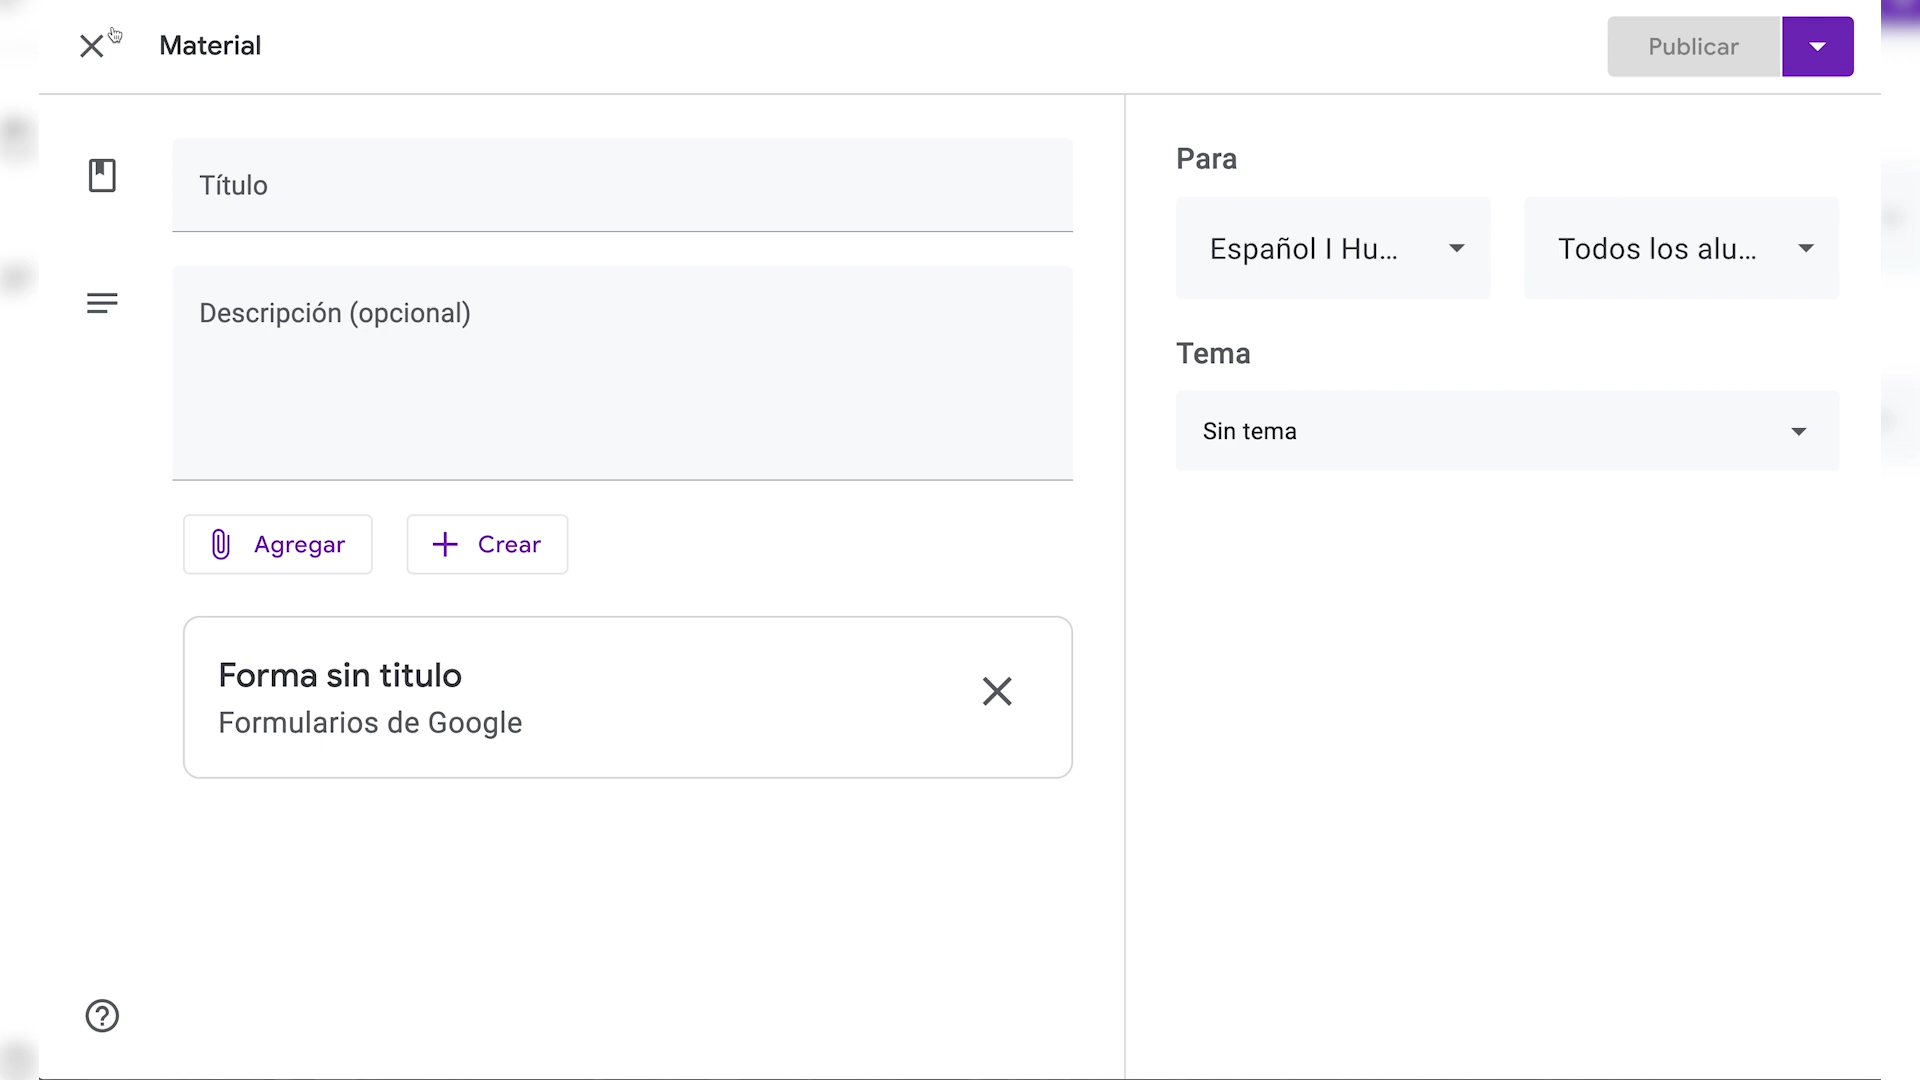 Material
Publicar
Título
Descripción (opcional)
Agregar
Crear
Forma sin titulo
Formularios de Google
Para
Español I Hu...
Todos los alu...
Tema
Sin tema